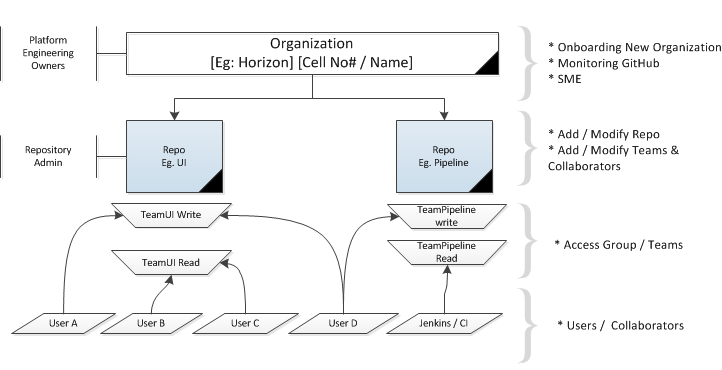 Platform
Engineering
Owners
Organization
[Eg: Horizon] [Cell No# / Name]
* Onboarding New Organization
* Monitoring GitHub
* SME
Repository
Admin
Repo
Eg. UI
Repo
Eg. Pipeline
* Add / Modify Repo
* Add / Modify Teams &
Collaborators
TeamUI Write
TeamPipeline
write
TeamUI Read
TeamPipeline
Read
* Access Group / Teams
User A
User B
User C
User D
Jenkins / CI
* Users / Collaborators